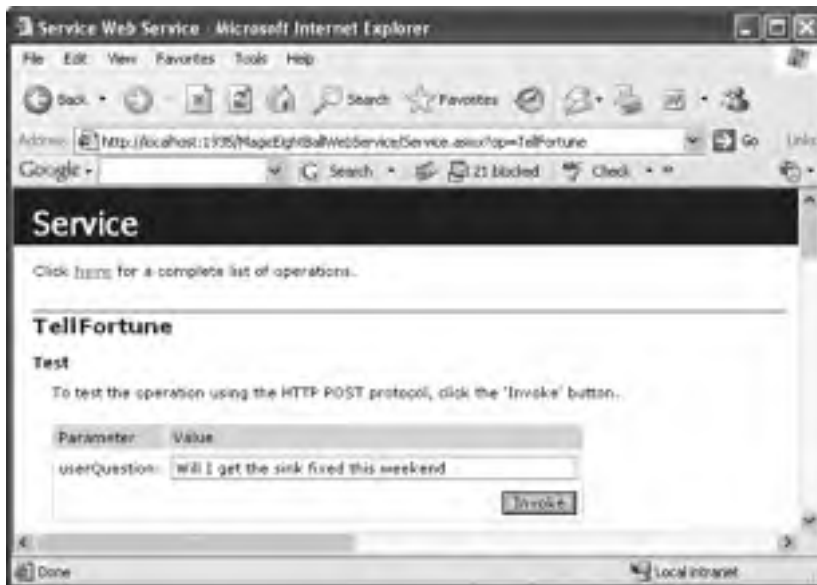 Service Web Service - Microsoft Internet Explorer
File Edit View Favorites Tools Help
Back Search Favorites
Address http://localhost:1935/MagicEightBallWebService/Service.asmx?op=TellFortune Go Links
Google Search 21 blocked Check
Service
Click here for a complete list of operations.
TellFortune
Test
To test the operation using the HTTP POST protocol, click the 'Invoke' button.
Parameter Value
userQuestion: Will I get the sink fixed this weekend
Invoke
Done Local intranet